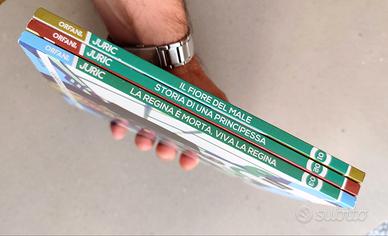 ORFANI. JURIC IL FIORE DEL MALE
ORFANI. JURIC STORIA DI UNA PRINCIPESSA
ORFANI. JURIC LA REGINA È MORTA, VIVA LA REGINA
subito